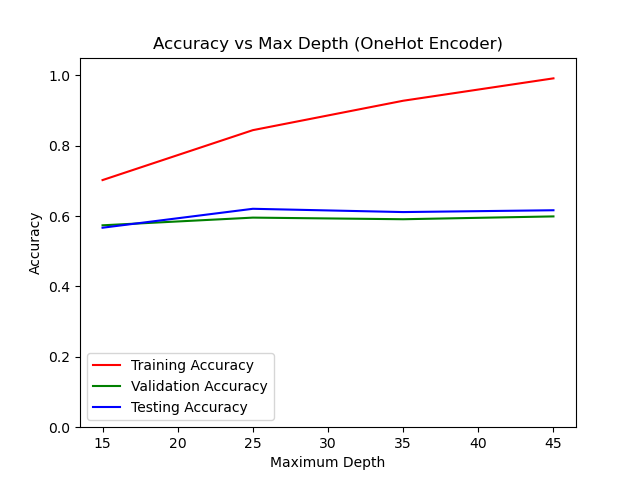 Accuracy vs Max Depth (OneHot Encoder)
1.0
0.8
0.6
0.4
0.2
0.0
Accuracy
Training Accuracy
Validation Accuracy
Testing Accuracy
15 20 25 30 35 40 45
Maximum Depth